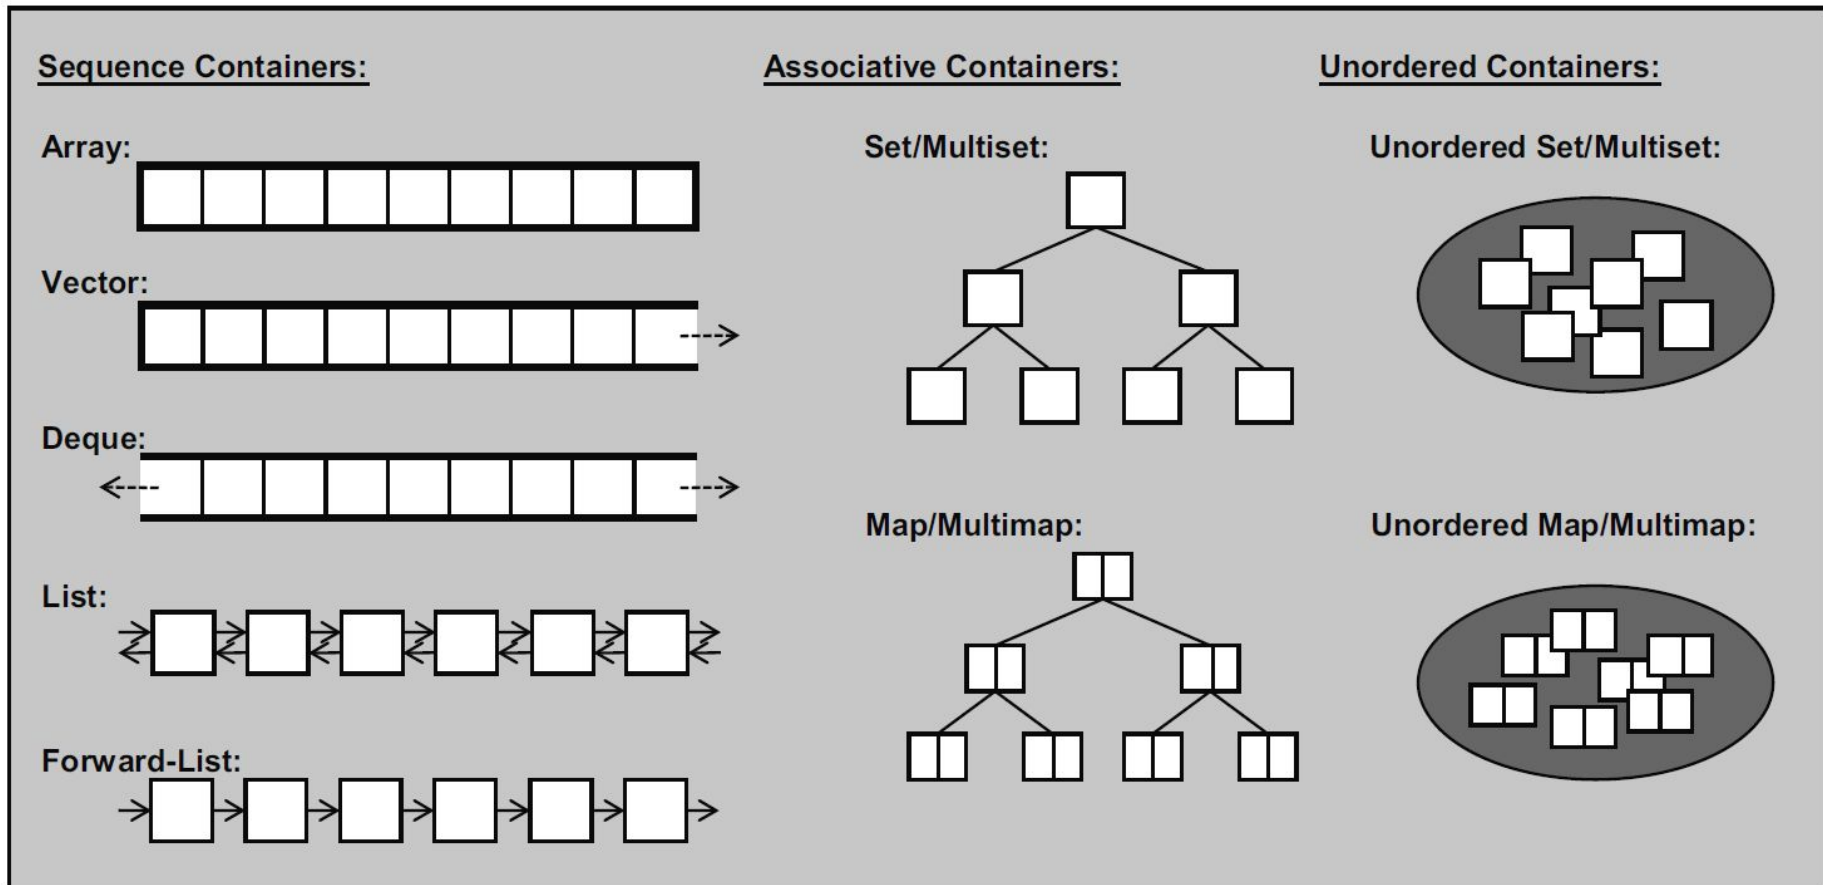 Sequence Containers:
Array:
Vector:
Deque:
List:
Forward-List:
Associative Containers:
Set/Multiset:
Map/Multimap:
Unordered Containers:
Unordered Set/Multiset:
Unordered Map/Multimap: